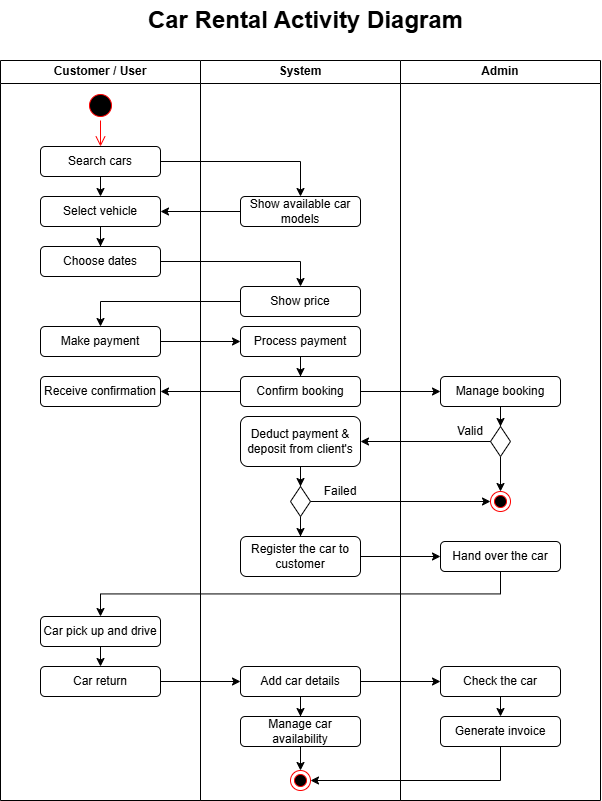 Car Rental Activity Diagram
Customer / User
System
Admin
Search cars
Select vehicle
Show available car
models
Choose dates
Show price
Make payment
Process payment
Receive confirmation
Confirm booking
Manage booking
Deduct payment &
deposit from client's
Valid
Failed
Register the car to
customer
Hand over the car
Car pick up and drive
Car return
Add car details
Check the car
Manage car
availability
Generate invoice